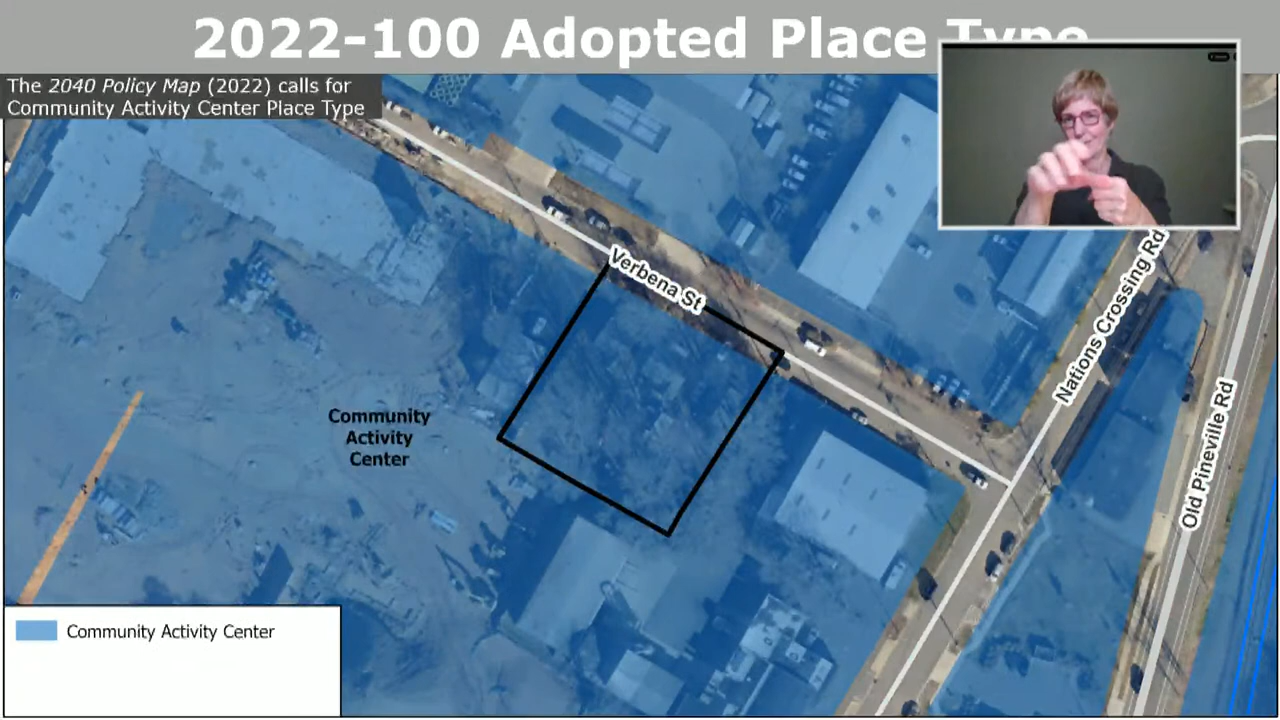 2022-100 Adopted Place Type
The 2040 Policy Map (2022) calls for
Community Activity Center Place Type
Verbena St
Nations Crossing Rd
Old Pineville Rd
Community
Activity
Center
Community Activity Center